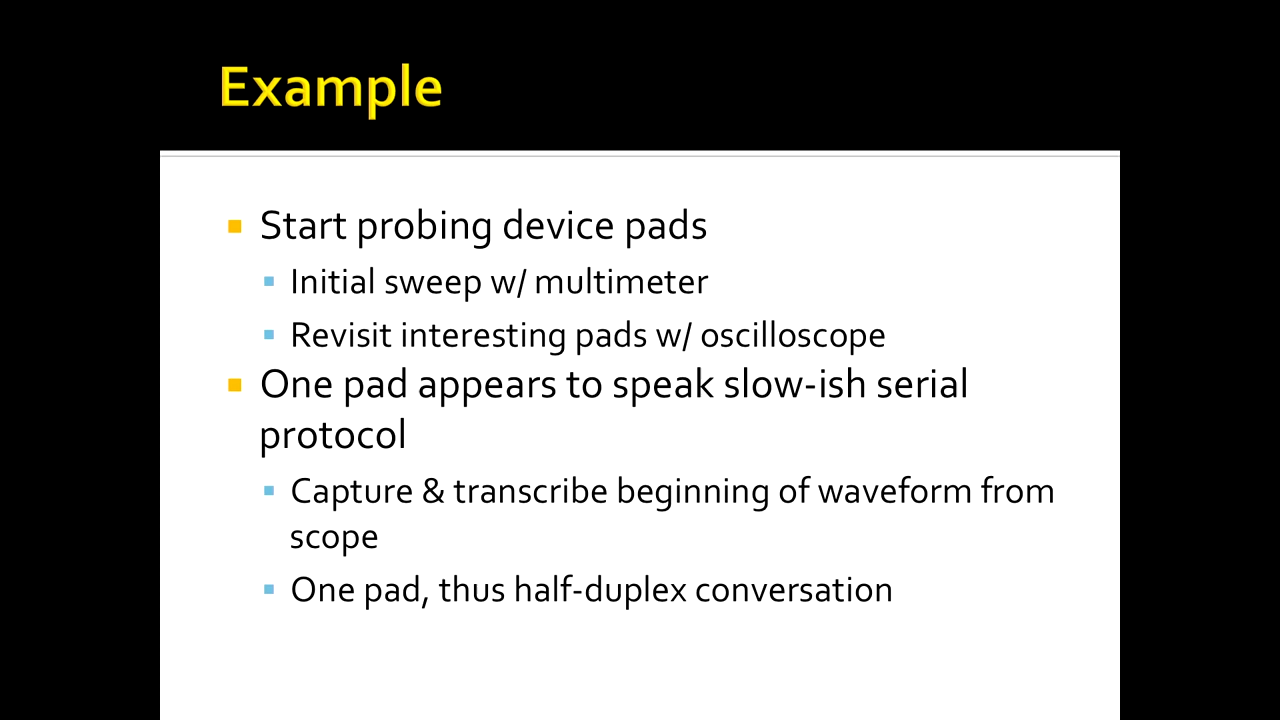 Example
Start probing device pads
Initial sweep w/ multimeter
Revisit interesting pads w/ oscilloscope
One pad appears to speak slow-ish serial
protocol
Capture & transcribe beginning of waveform from
scope
One pad, thus half-duplex conversation